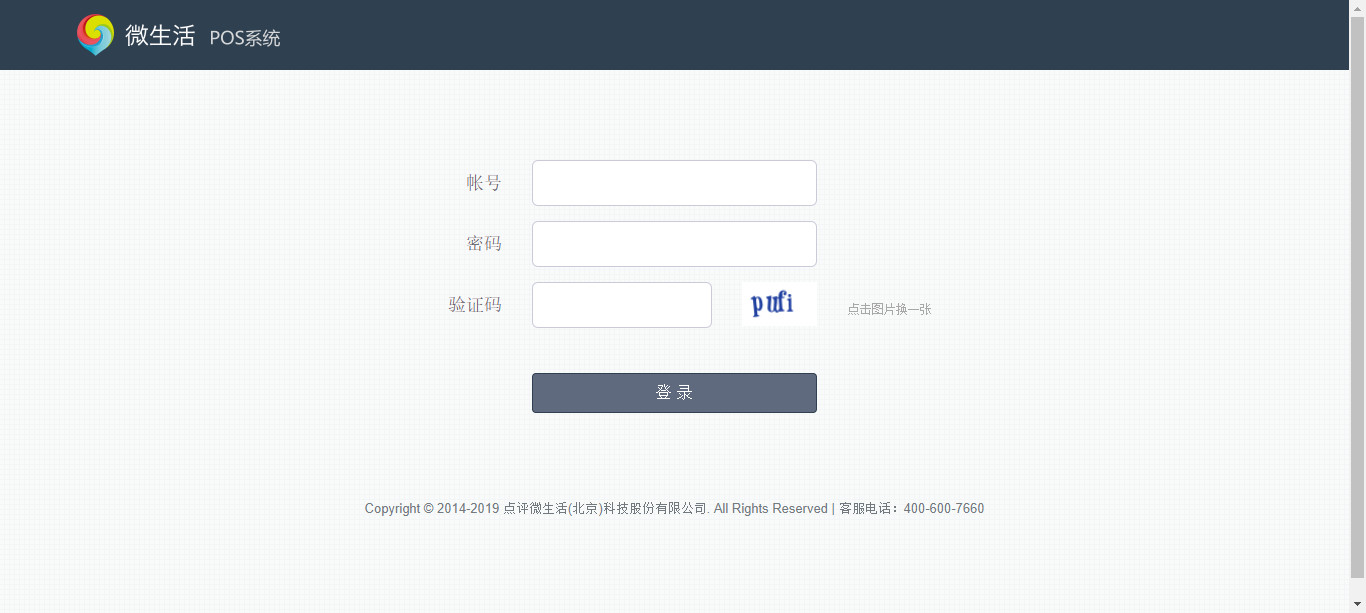 微生活 POS系统
帐号
密码
验证码 pufi 点击图片换一张
登 录
Copyright © 2014-2019 点评微生活(北京)科技股份有限公司. All Rights Reserved | 客服电话：400-600-7660